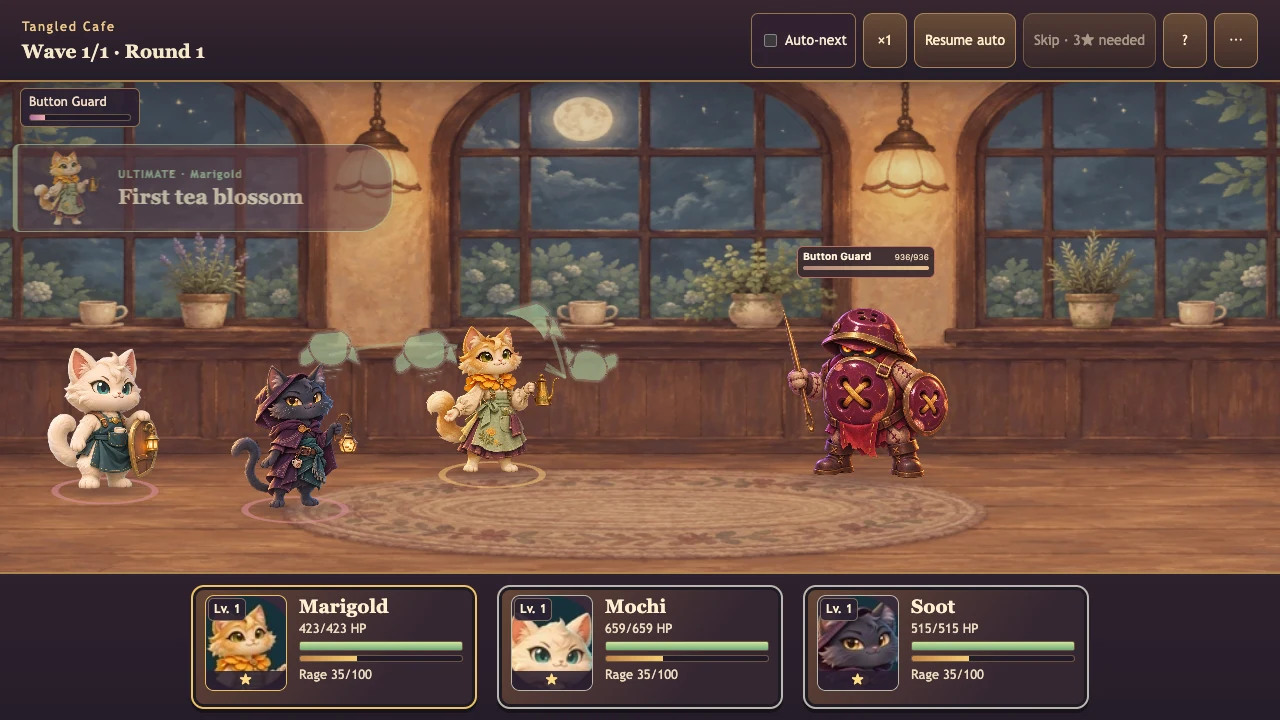 Tangled Cafe
Wave 1/1 · Round 1
Auto-next
×1
Resume auto
Skip · 3★ needed
?
···
Button Guard
ULTIMATE · Marigold
First tea blossom
Button Guard 936/936
Lv. 1
Marigold
423/423 HP
Rage 35/100
★
Lv. 1
Mochi
659/659 HP
Rage 35/100
★
Lv. 1
Soot
515/515 HP
Rage 35/100
★